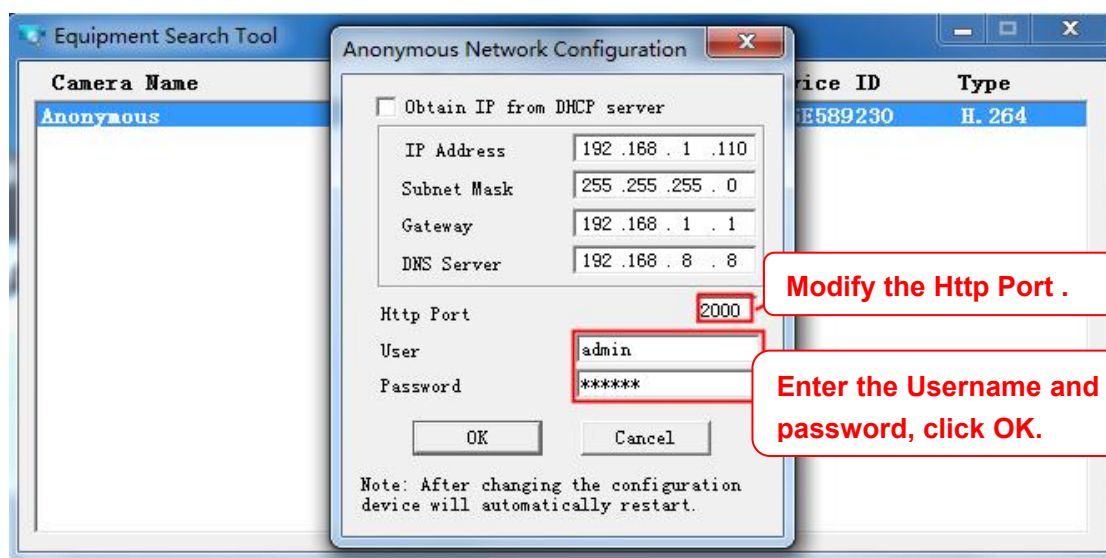 Equipment Search Tool
Anonymous Network Configuration
Camera Name
vice ID Type
Anonymous
5E589230 H.264
Obtain IP from DHCP server
IP Address 192 .168 . 1 .110
Subnet Mask 255 .255 .255 . 0
Gateway 192 .168 . 1 . 1
DNS Server 192 .168 . 8 . 8
Modify the Http Port .
Http Port 2000
User admin
Password ******
Enter the Username and
password, click OK.
OK Cancel
Note: After changing the configuration
device will automatically restart.